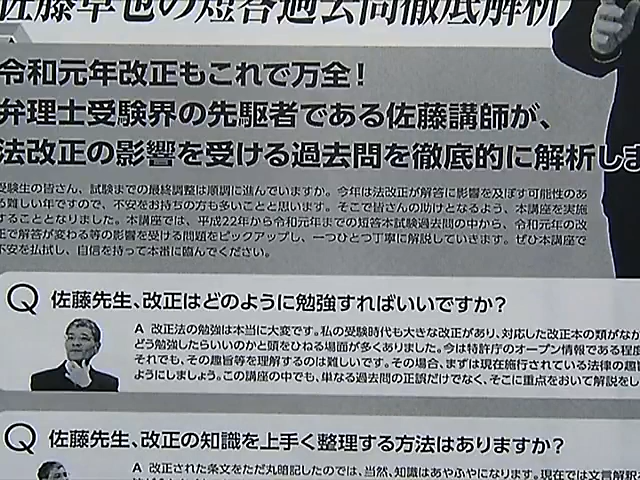 佐藤卓也の短答過去問徹底解析
令和元年改正もこれで万全！
弁理士受験界の先駆者である佐藤講師が、
法改正の影響を受ける過去問を徹底的に解析しま
受験生の皆さん、試験までの最終調整は順調に進んでいますか。今年は法改正が解答に影響を及ぼす可能性のあ
る難しい年ですので、不安をお持ちの方も多いことと思います。そこで皆さんの助けとなるよう、本講座を実施
することとなりました。本講座では、平成22年から令和元年までの短答本試験過去問の中から、令和元年の改
正で解答が変わる等の影響を受ける問題をピックアップし、一つひとつ丁寧に解説していきます。ぜひ本講座で
不安を払拭し、自信を持って本番に臨んでください。
Q 佐藤先生、改正はどのように勉強すればいいですか？
A 改正法の勉強は本当に大変です。私の受験時代も大きな改正があり、対応した改正本の類がなか
どう勉強したらいいのかと頭をひねる場面が多くありました。今は特許庁のオープン情報である程度
それでも、その趣旨等を理解するのは難しいです。その場合、まずは現在施行されている法律の趣旨
ようにしましょう。この講座の中でも、単なる過去問の正誤だけでなく、そこに重点をおいて解説をし
Q 佐藤先生、改正の知識を上手く整理する方法はありますか？
A 改正された条文をただ丸暗記したのでは、当然、知識はあやふやになります。現在では文言解釈